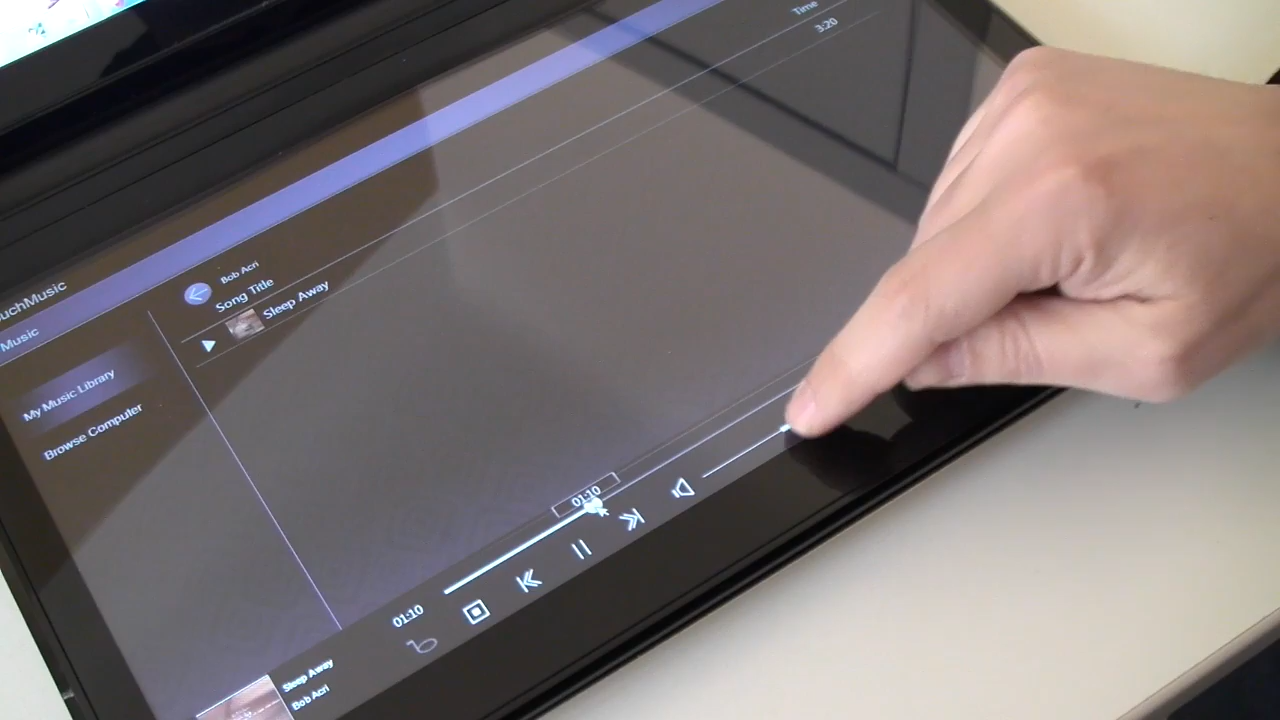 uchMusic
Music
My Music Library
Browse Computer
Bob Acri
Song Title
Time
Sleep Away
3:20
01:10
01:10
Sleep Away
Bob Acri